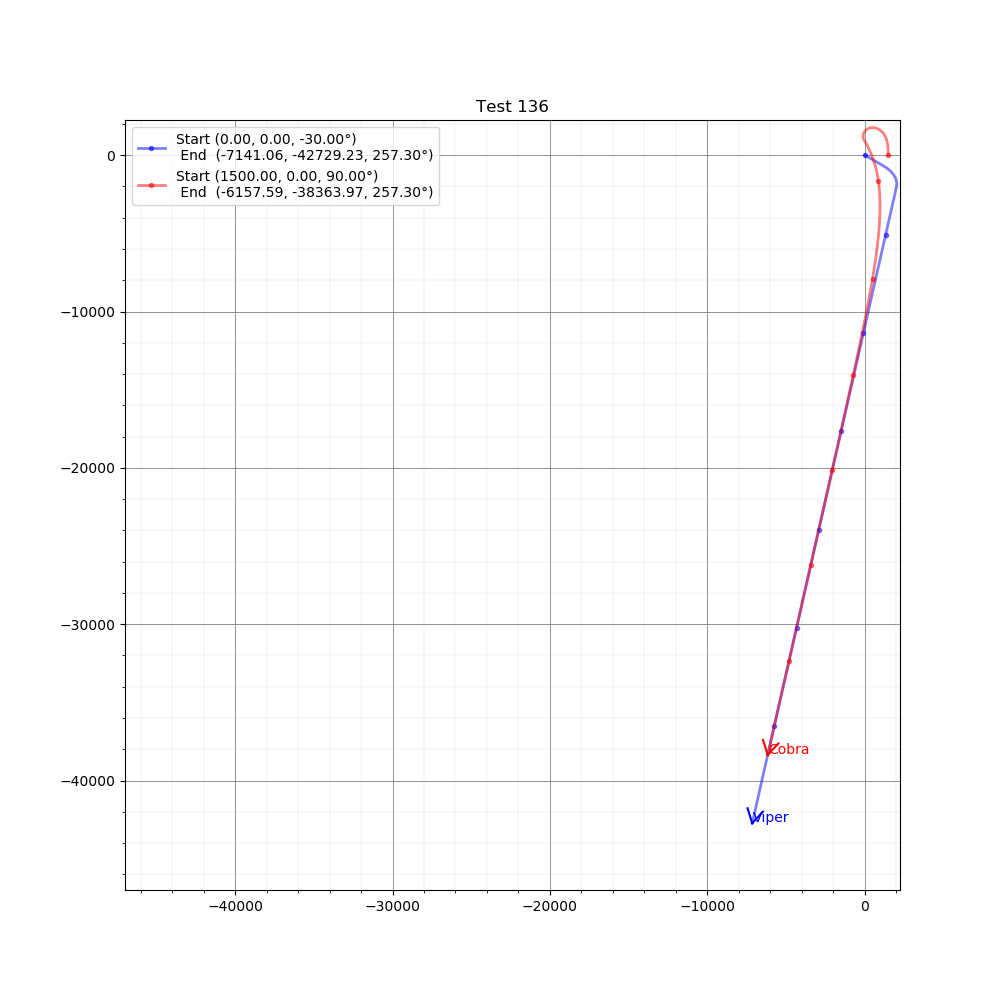 Test 136
Start (0.00, 0.00, -30.00°)
End (-7141.06, -42729.23, 257.30°)
Start (1500.00, 0.00, 90.00°)
End (-6157.59, -38363.97, 257.30°)
0
−10000
−20000
−30000
−40000
Cobra
Viper
−40000
−30000
−20000
−10000
0